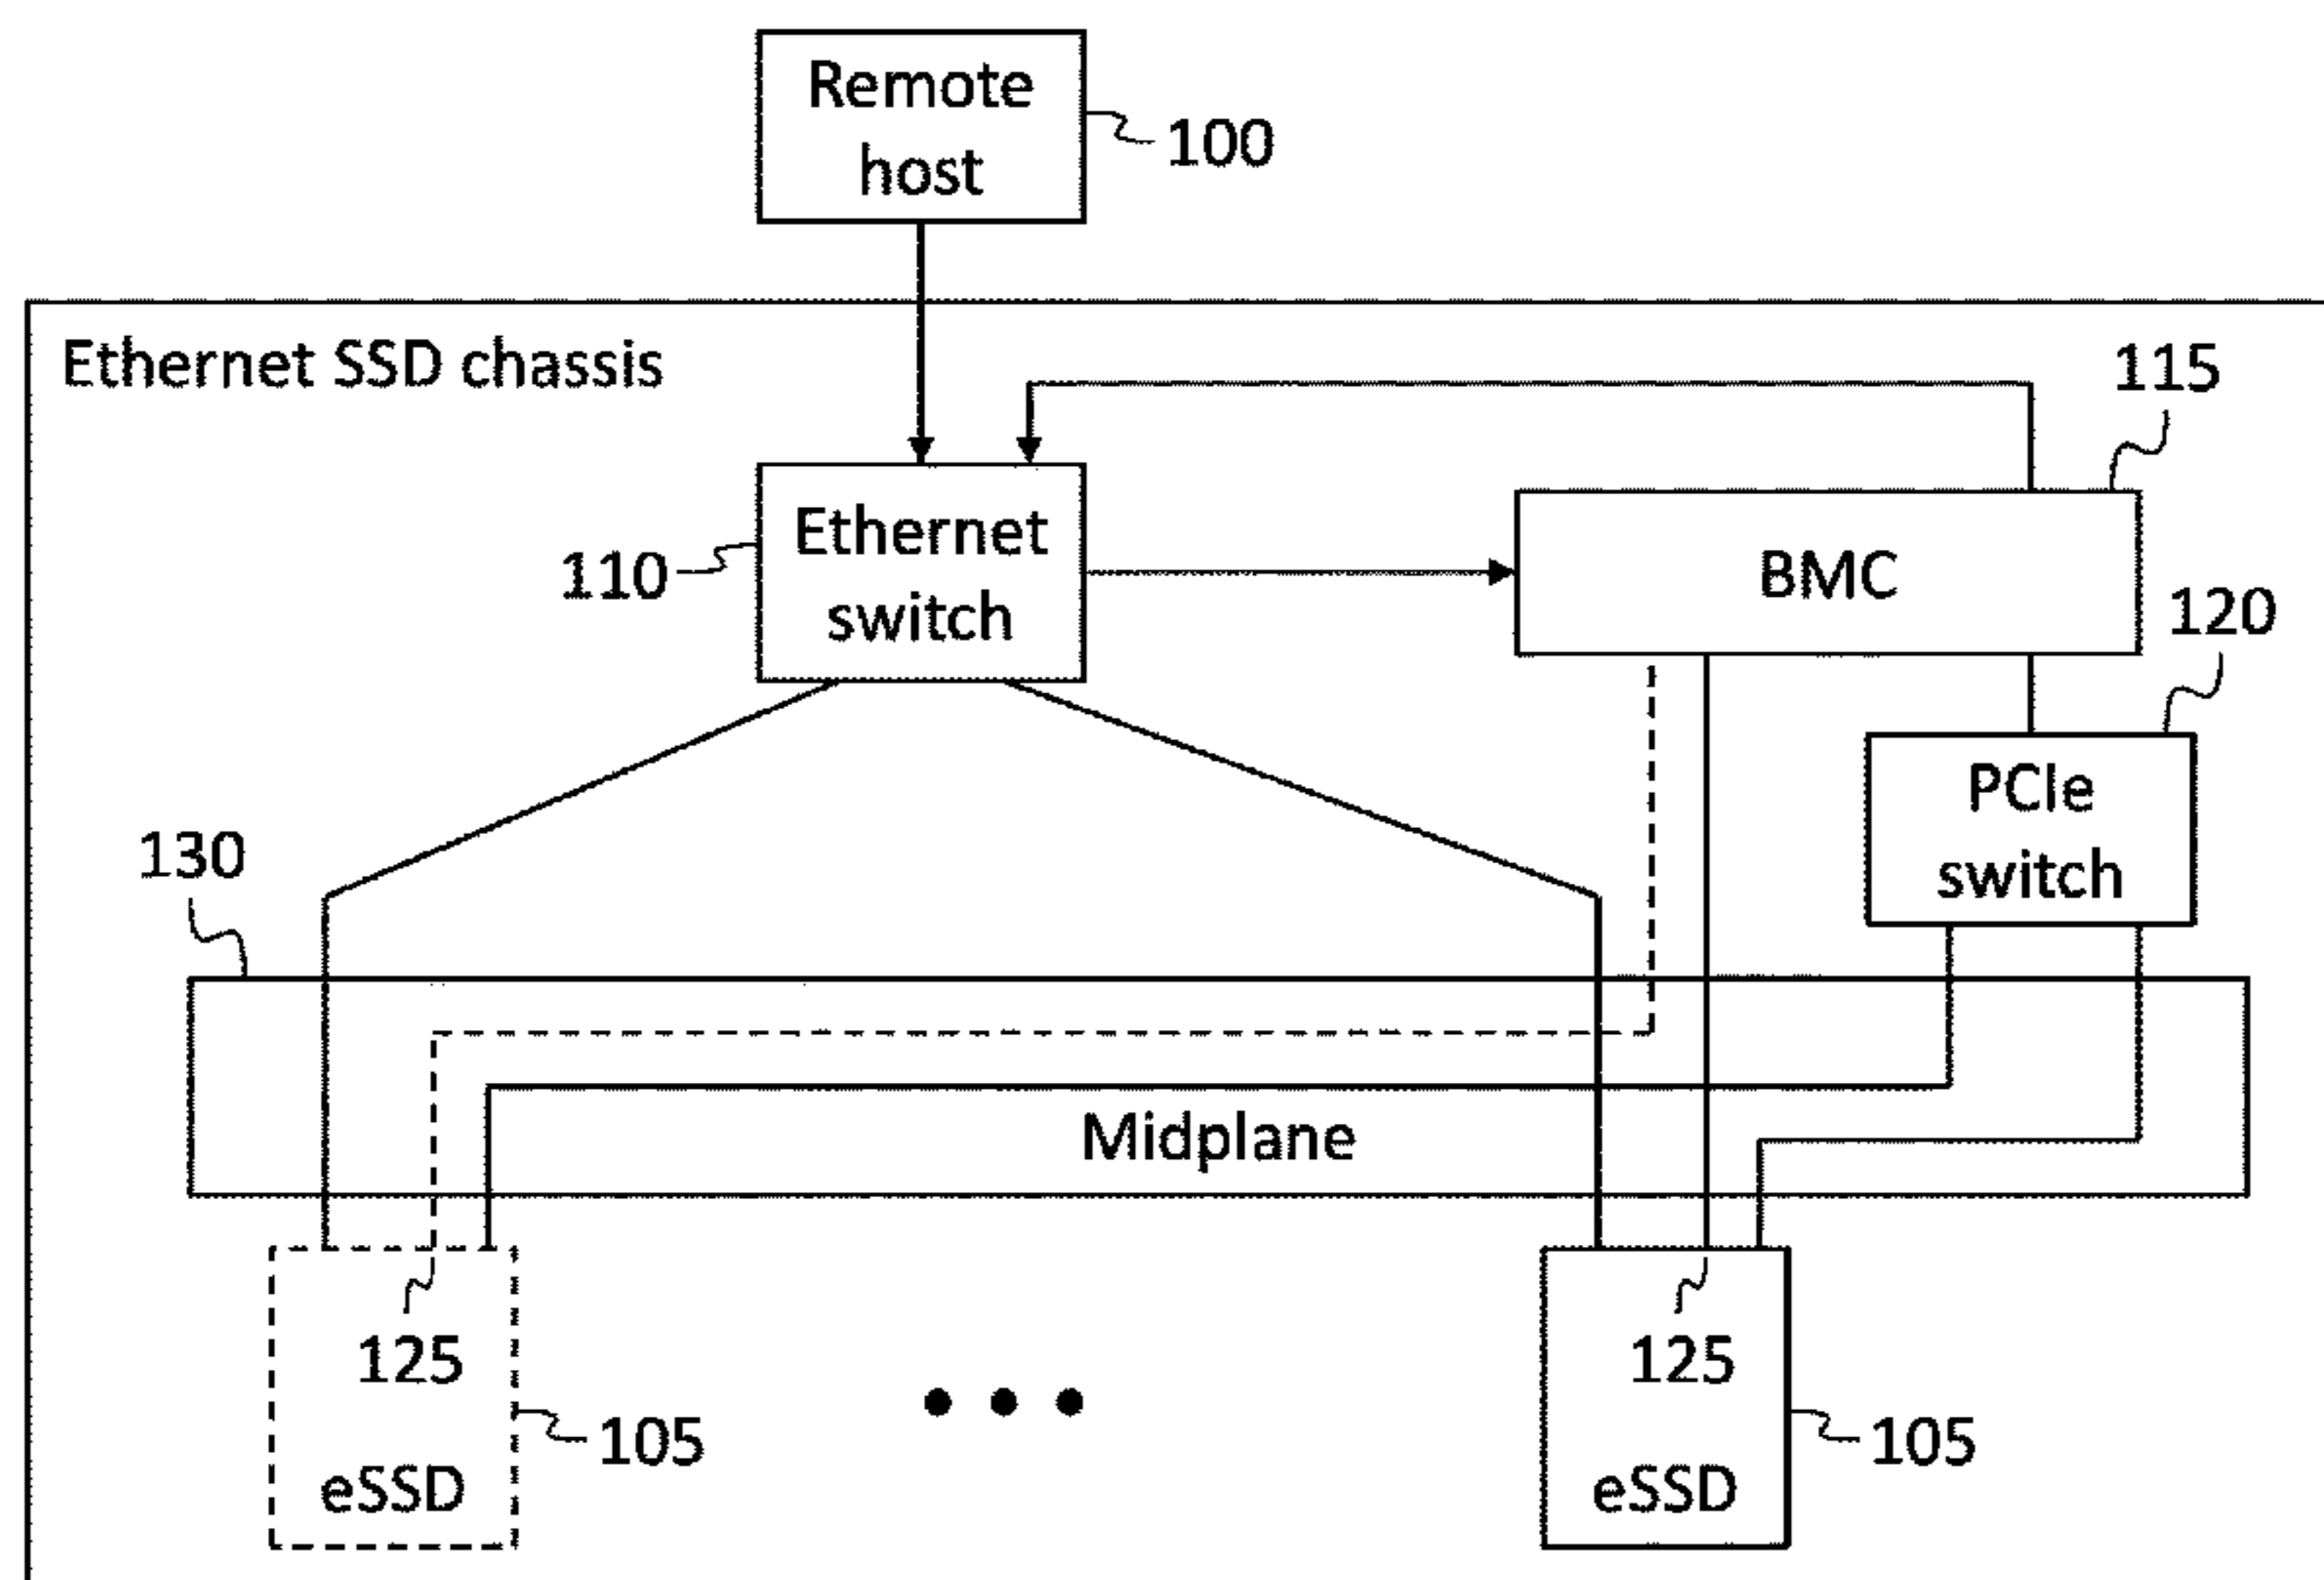 Remote
host
100
Ethernet SSD chassis
115
Ethernet
switch
110
BMC
120
PCIe
switch
130
Midplane
125
105
eSSD
125
105
eSSD